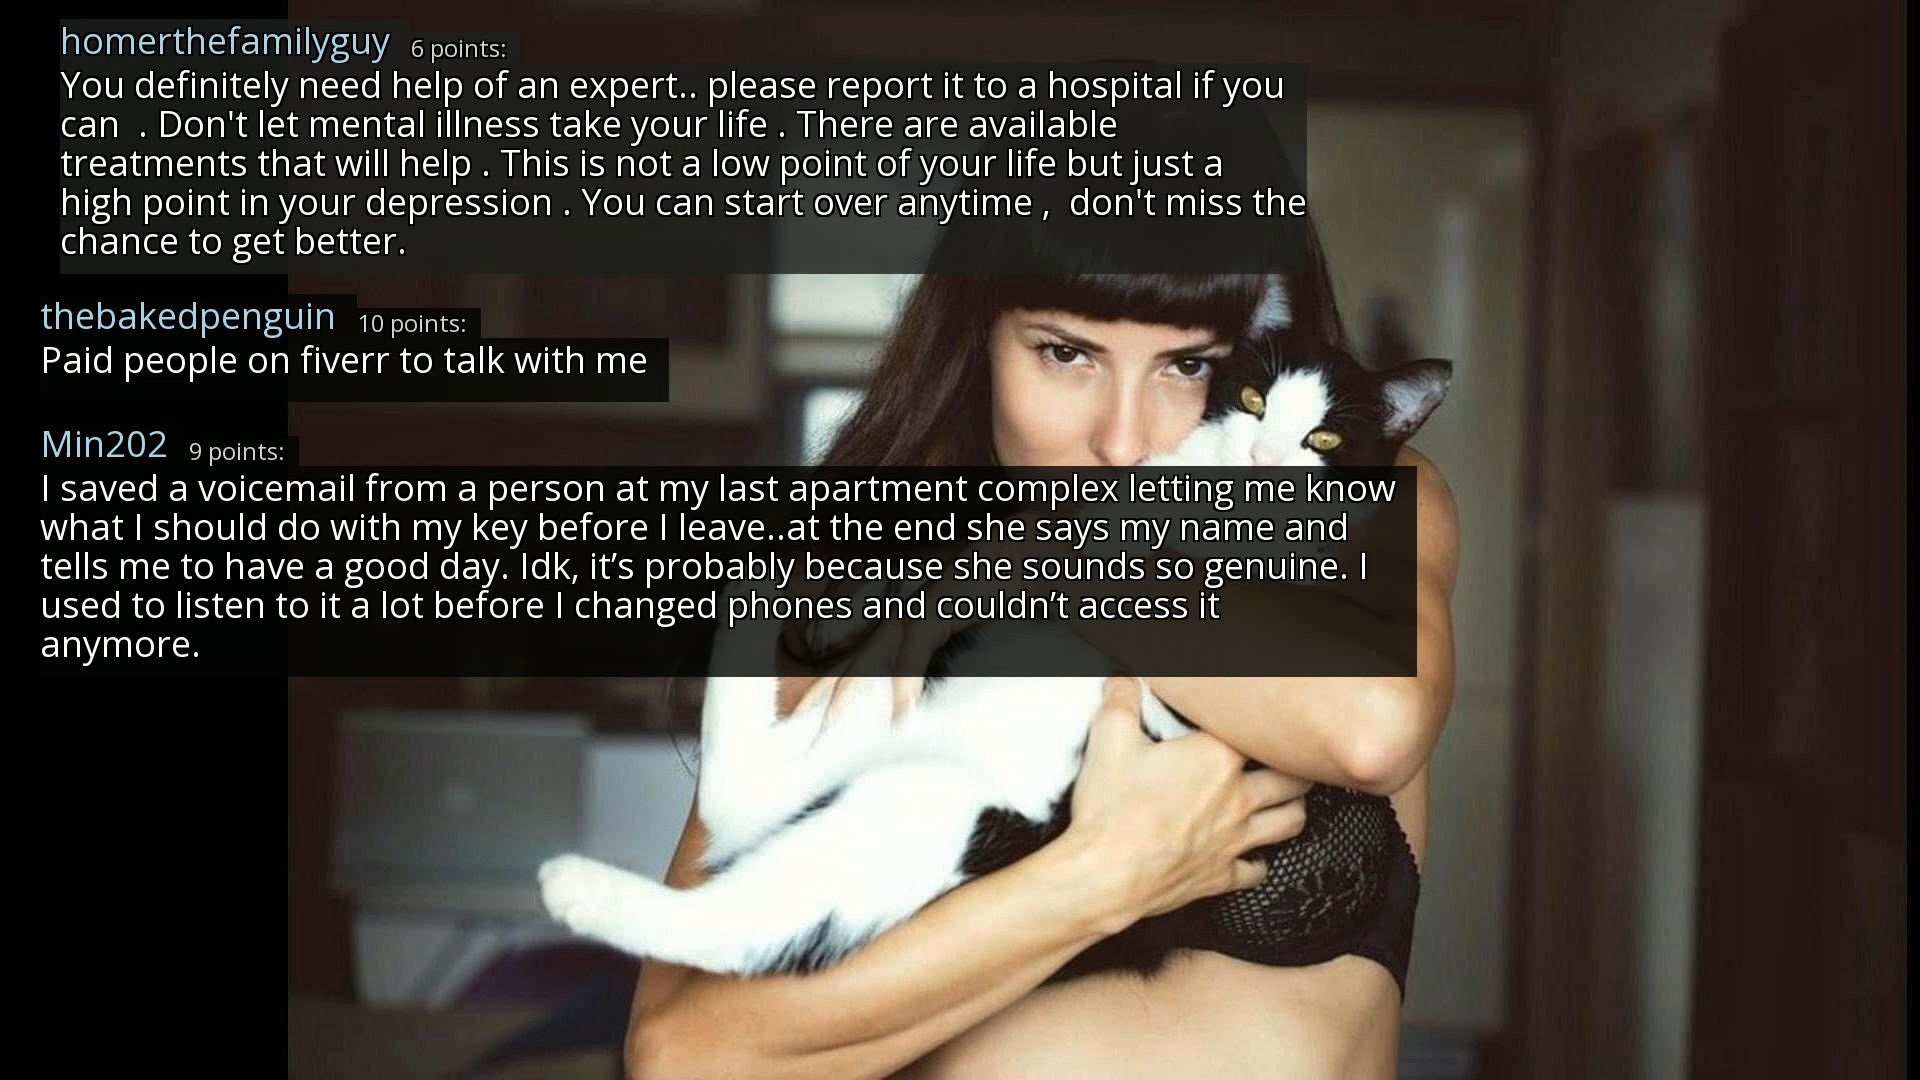 homerthefamilyguy 6 points:
You definitely need help of an expert.. please report it to a hospital if you
can  . Don't let mental illness take your life . There are available
treatments that will help . This is not a low point of your life but just a
high point in your depression . You can start over anytime ,  don't miss the
chance to get better.
thebakedpenguin 10 points:
Paid people on fiverr to talk with me
Min202 9 points:
I saved a voicemail from a person at my last apartment complex letting me know
what I should do with my key before I leave..at the end she says my name and
tells me to have a good day. Idk, it’s probably because she sounds so genuine. I
used to listen to it a lot before I changed phones and couldn’t access it
anymore.